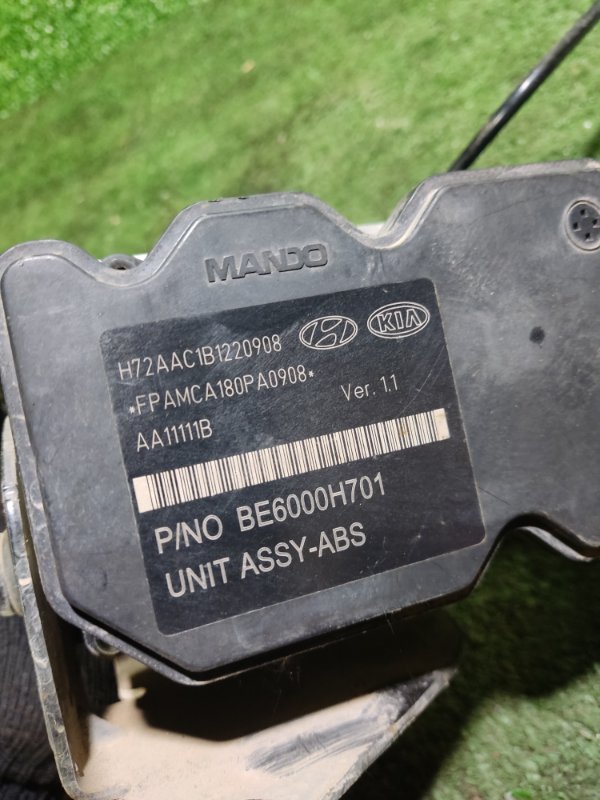 MANDO
H72AAC1B1220908
KIA
*FPAMCA180PA0908*
Ver. 1.1
AA11111B
P/NO BE6000H701
UNIT ASSY-ABS